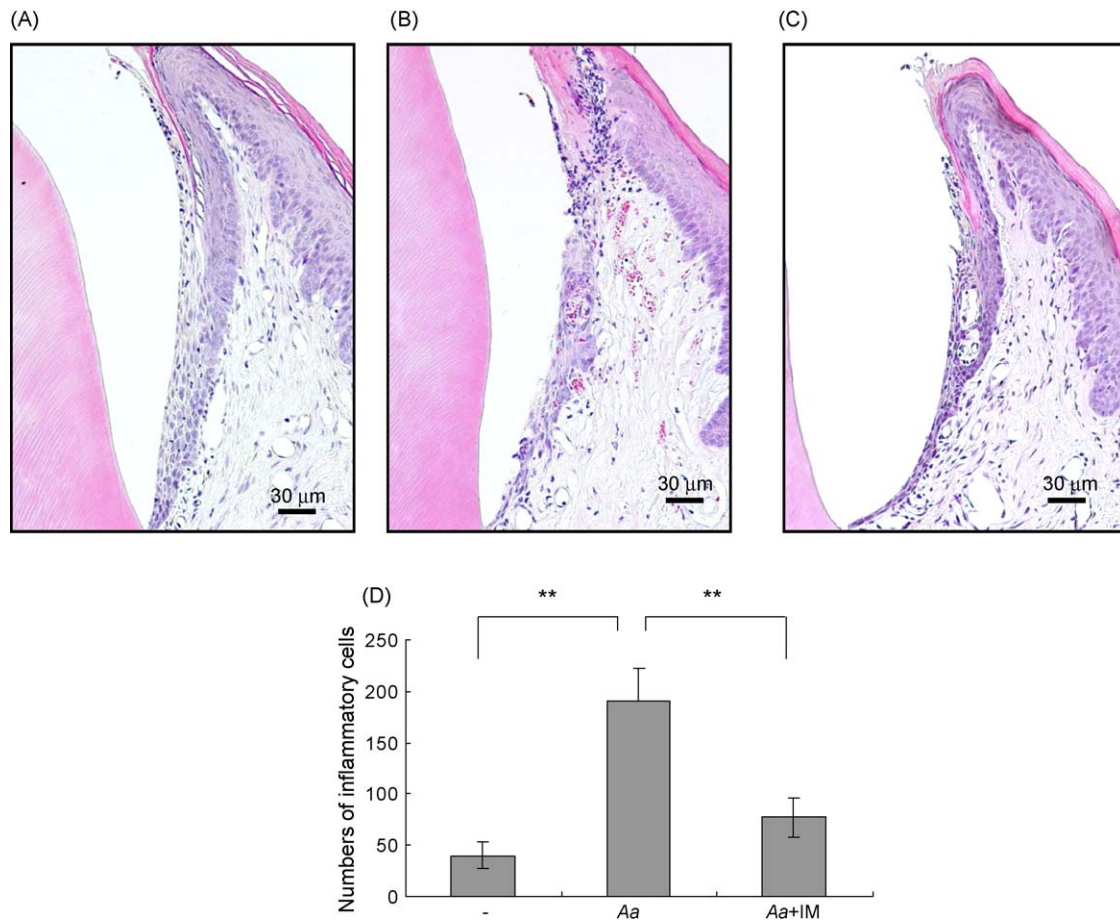 (A) (B) (C)
30 μm 30 μm 30 μm
(D) ** **
Numbers of inflammatory cells
250
200
150
100
50
0
- Aa Aa+IM